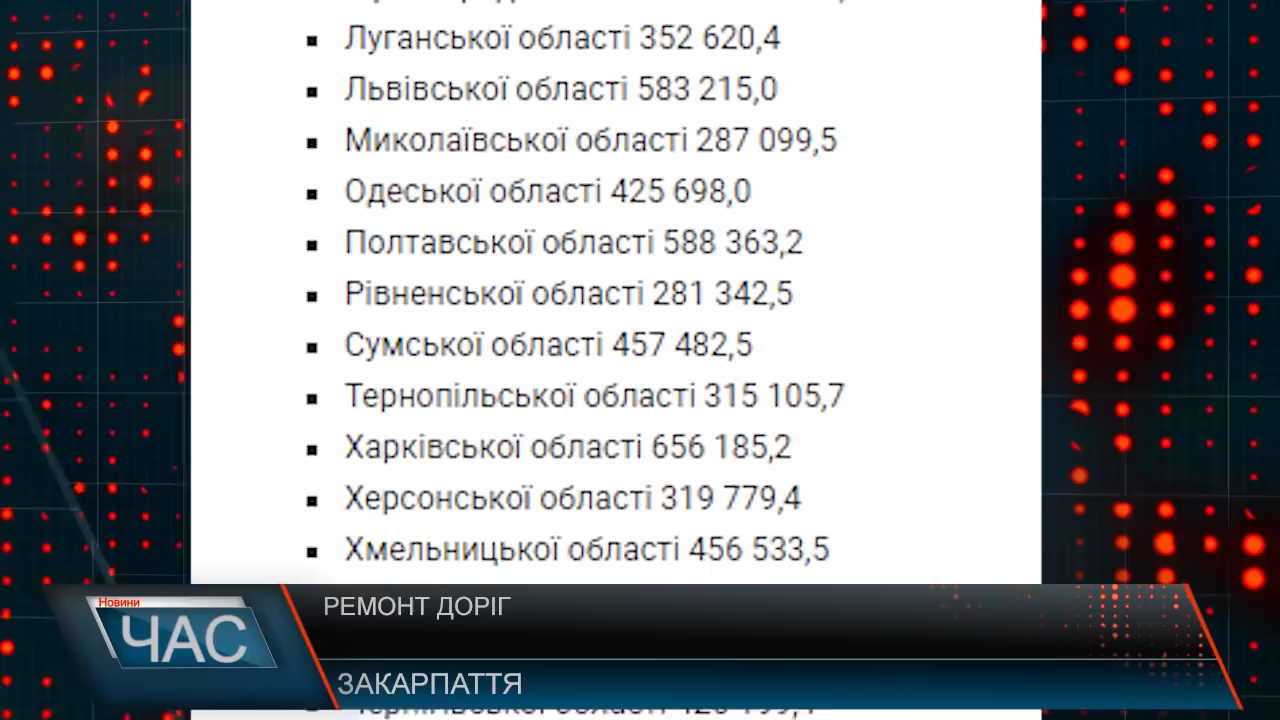 Луганської області 352 620,4
Львівської області 583 215,0
Миколаївської області 287 099,5
Одеської області 425 698,0
Полтавської області 588 363,2
Рівненської області 281 342,5
Сумської області 457 482,5
Тернопільської області 315 105,7
Харківської області 656 185,2
Херсонської області 319 779,4
Хмельницької області 456 533,5
Новини
ЧАС
РЕМОНТ ДОРІГ
ЗАКАРПАТТЯ